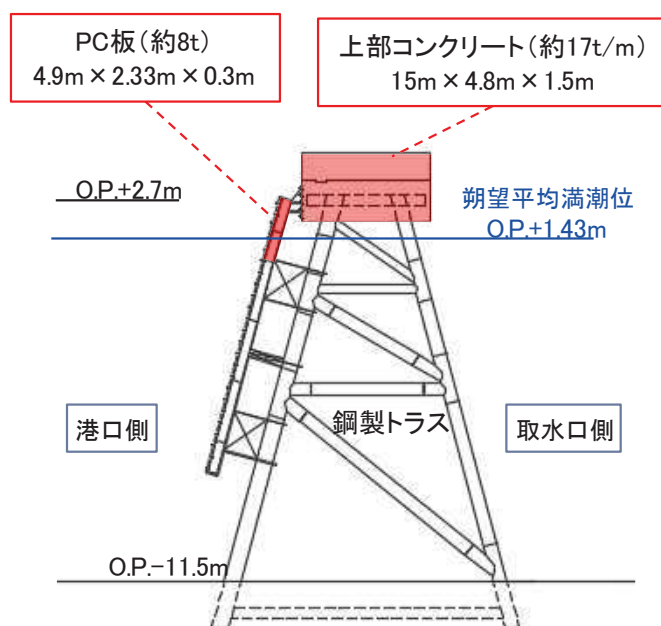 PC板(約8t)
4.9m×2.33m×0.3m
上部コンクリート(約17t/m)
15m×4.8m×1.5m
O.P.+2.7m
朔望平均満潮位
O.P.+1.43m
港口側
鋼製トラス
取水口側
O.P.-11.5m